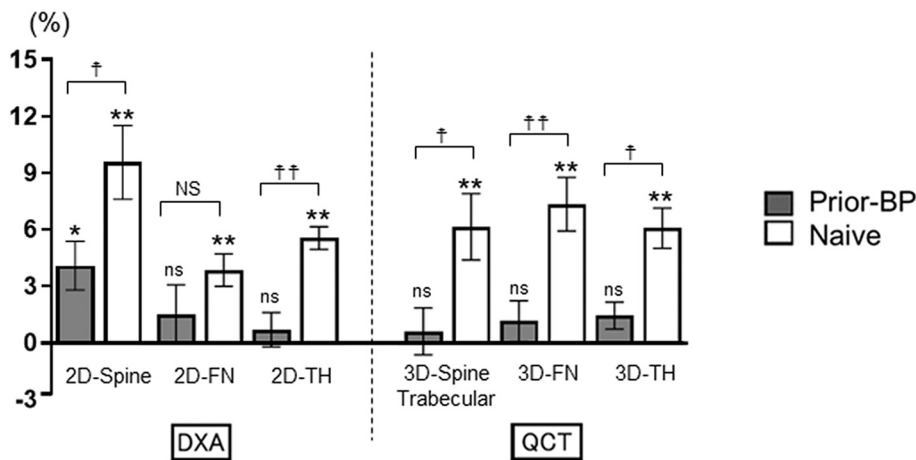 (%)
15
12
9
6
3
0
-3
†
**
*
NS
ns
**
††
ns
**
†
ns
**
††
ns
**
†
ns
**
2D-Spine
2D-FN
2D-TH
3D-Spine
Trabecular
3D-FN
3D-TH
DXA
QCT
Prior-BP
Naive